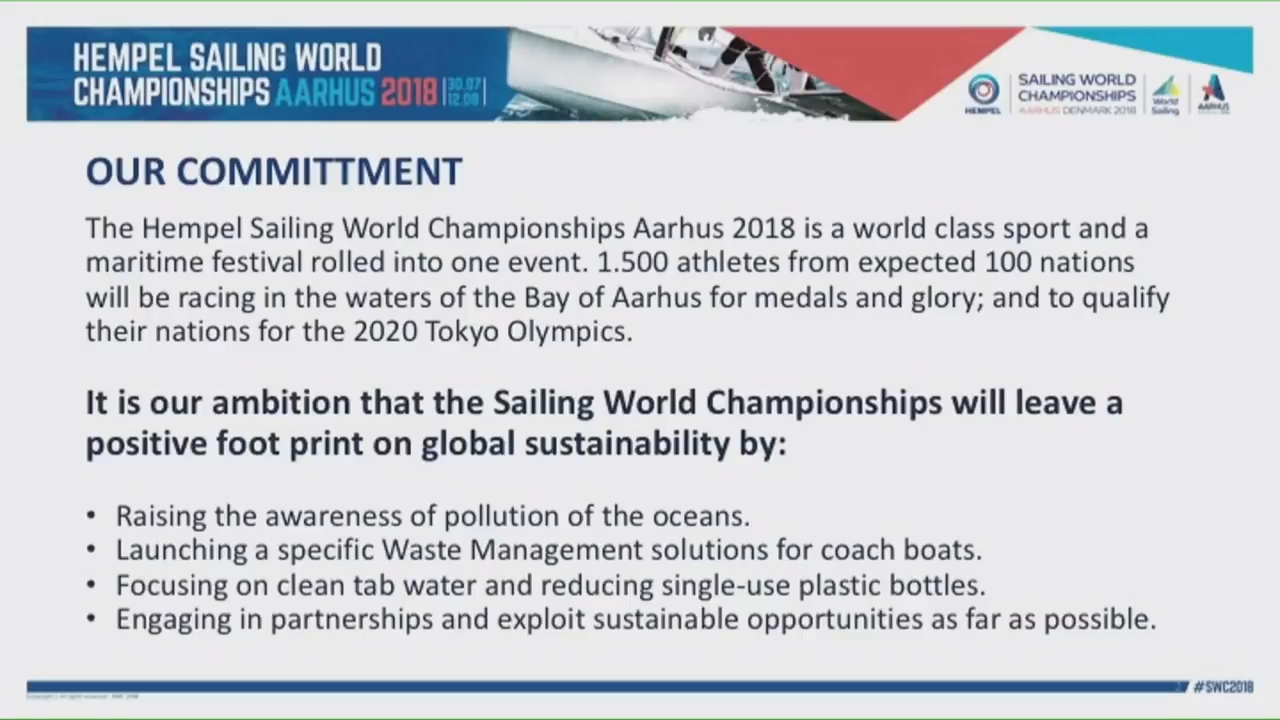 HEMPEL SAILING WORLD
CHAMPIONSHIPS AARHUS 2018 30.07
12.08
HEMPEL
SAILING WORLD
CHAMPIONSHIPS
AARHUS DENMARK 2018
World
Sailing
AARHUS
OUR COMMITTMENT
The Hempel Sailing World Championships Aarhus 2018 is a world class sport and a
maritime festival rolled into one event. 1.500 athletes from expected 100 nations
will be racing in the waters of the Bay of Aarhus for medals and glory; and to qualify
their nations for the 2020 Tokyo Olympics.
It is our ambition that the Sailing World Championships will leave a
positive foot print on global sustainability by:
• Raising the awareness of pollution of the oceans.
• Launching a specific Waste Management solutions for coach boats.
• Focusing on clean tab water and reducing single-use plastic bottles.
• Engaging in partnerships and exploit sustainable opportunities as far as possible.
#SWC2018